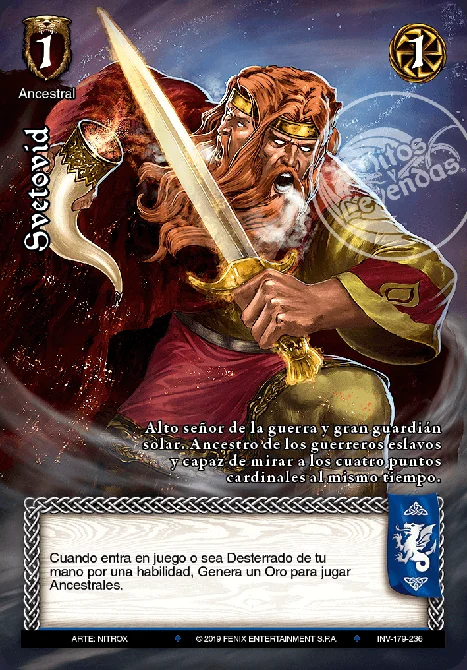 1
1
Ancestral
Svetovid
Mitos
Leyendas
Alto señor de la guerra y gran guardián
solar. Ancestro de los guerreros eslavos
y capaz de mirar a los cuatro puntos
cardinales al mismo tiempo.
Cuando entra en juego o sea Desterrado de tu
mano por una habilidad, Genera un Oro para jugar
Ancestrales.
ARTE: NITROX
© 2019 FENIX ENTERTAINMENT S.P.A.
INV-179-236